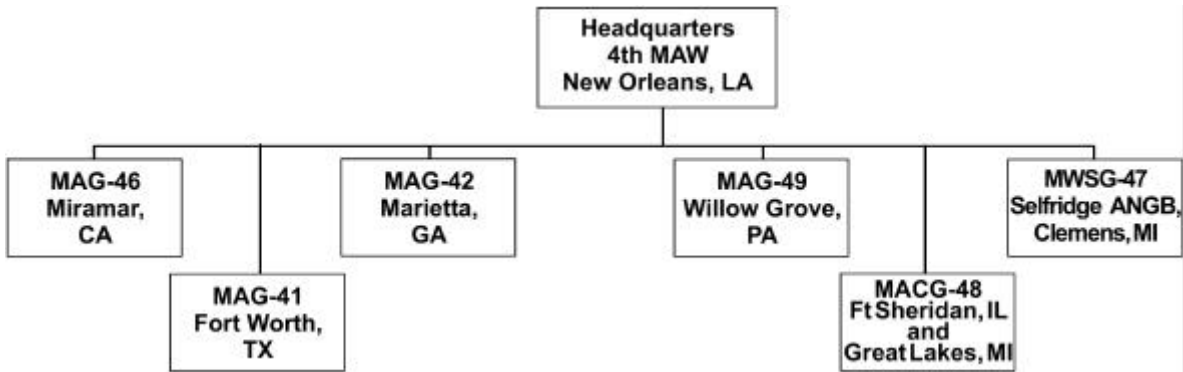 Headquarters
4th MAW
New Orleans, LA
MAG-46
Miramar,
CA
MAG-42
Marietta,
GA
MAG-49
Willow Grove,
PA
MWSG-47
Selfridge ANGB,
Clemens, MI
MAG-41
Fort Worth,
TX
MACG-48
Ft Sheridan, IL
and
Great Lakes, MI